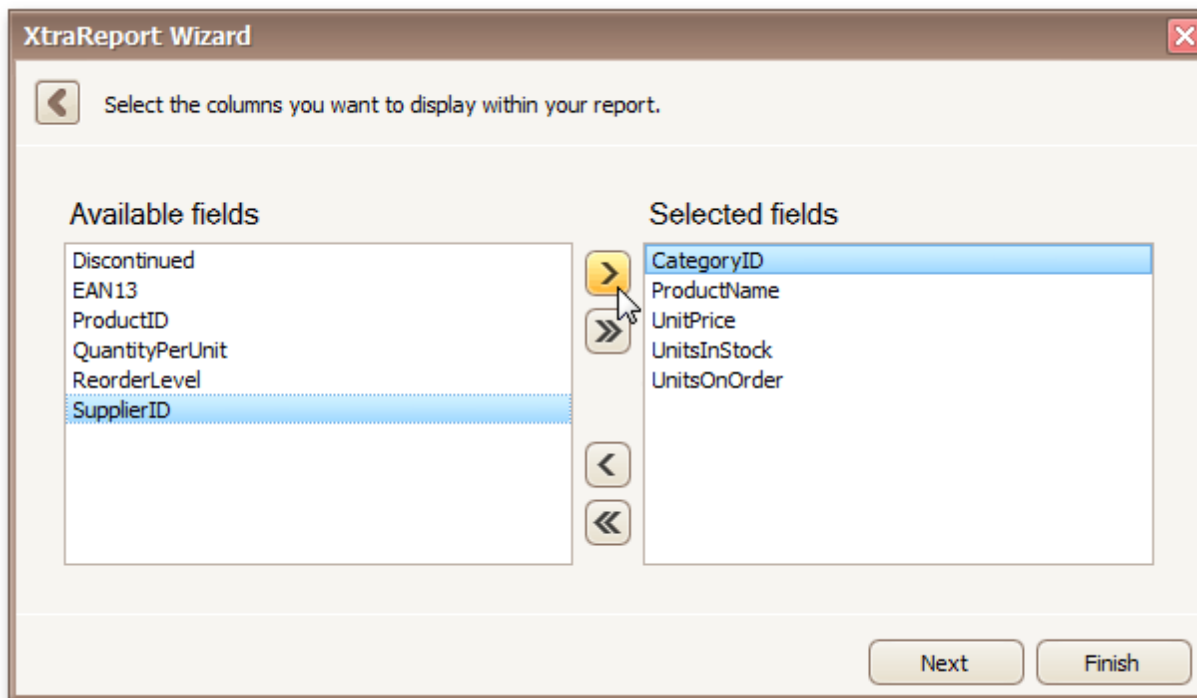 XtraReport Wizard
Select the columns you want to display within your report.
Available fields
Discontinued
EAN13
ProductID
QuantityPerUnit
ReorderLevel
SupplierID
Selected fields
CategoryID
ProductName
UnitPrice
UnitsInStock
UnitsOnOrder
Next
Finish